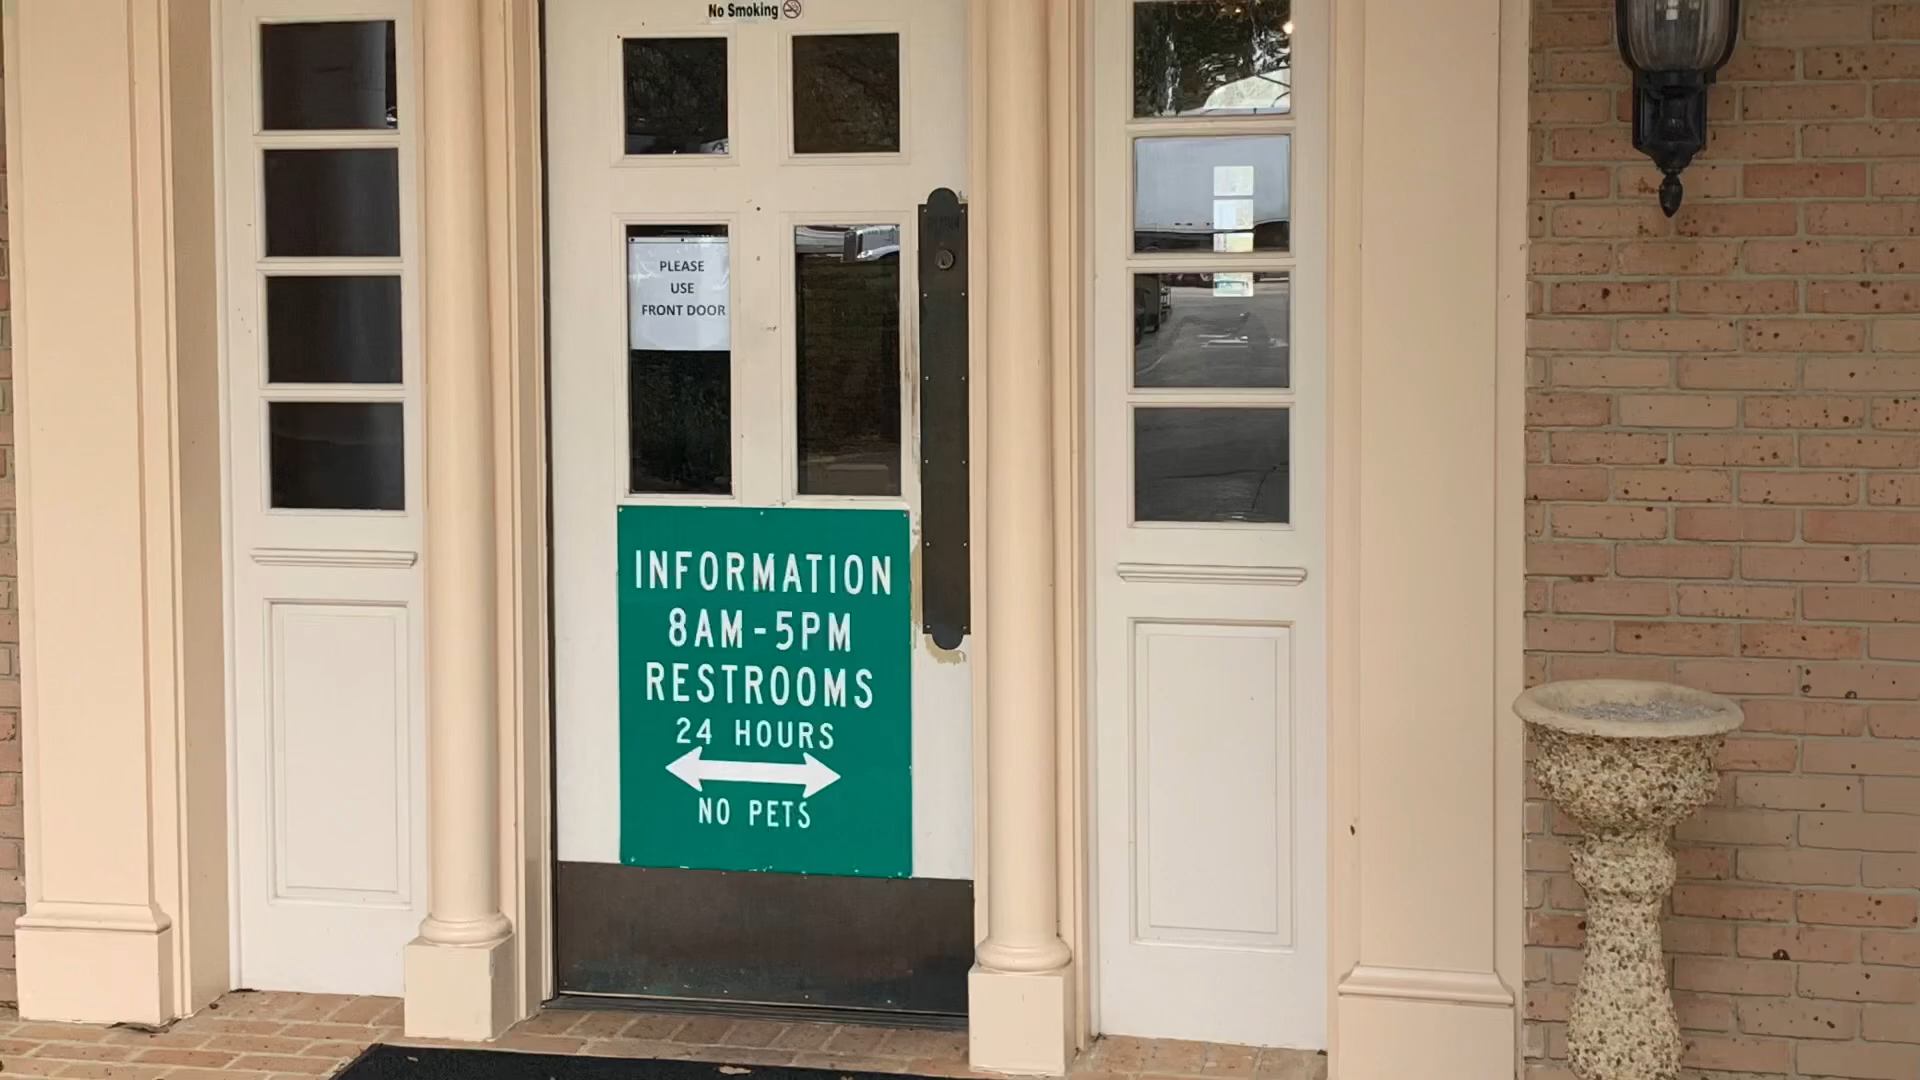 No Smoking
PLEASE
USE
FRONT DOOR
INFORMATION
8AM-5PM
RESTROOMS
24 HOURS
NO PETS